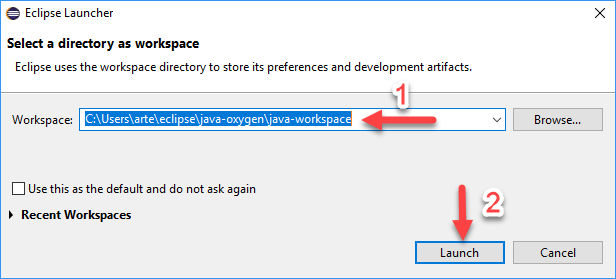 Eclipse Launcher
Select a directory as workspace
Eclipse uses the workspace directory to store its preferences and development artifacts.
1
Workspace: C:\Users\arte\eclipse\java-oxygen\java-workspace Browse...
Use this as the default and do not ask again
Recent Workspaces
2
Launch Cancel